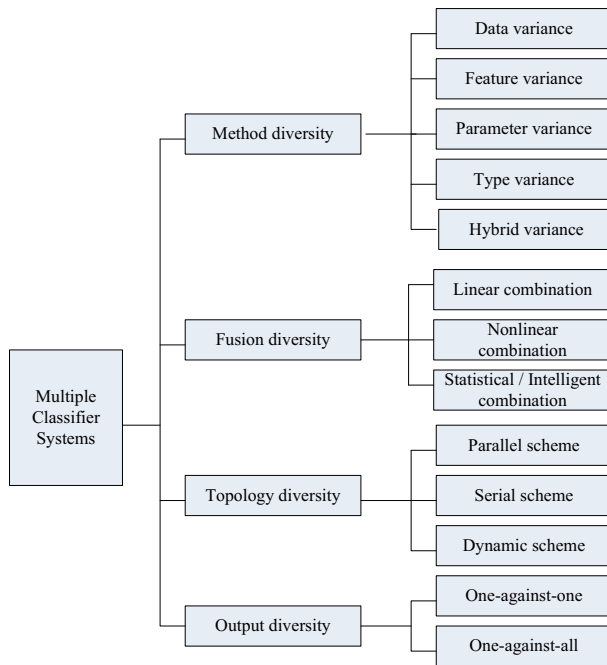 Multiple
Classifier
Systems
Method diversity
Data variance
Feature variance
Parameter variance
Type variance
Hybrid variance
Fusion diversity
Linear combination
Nonlinear
combination
Statistical / Intelligent
combination
Topology diversity
Parallel scheme
Serial scheme
Dynamic scheme
Output diversity
One-against-one
One-against-all